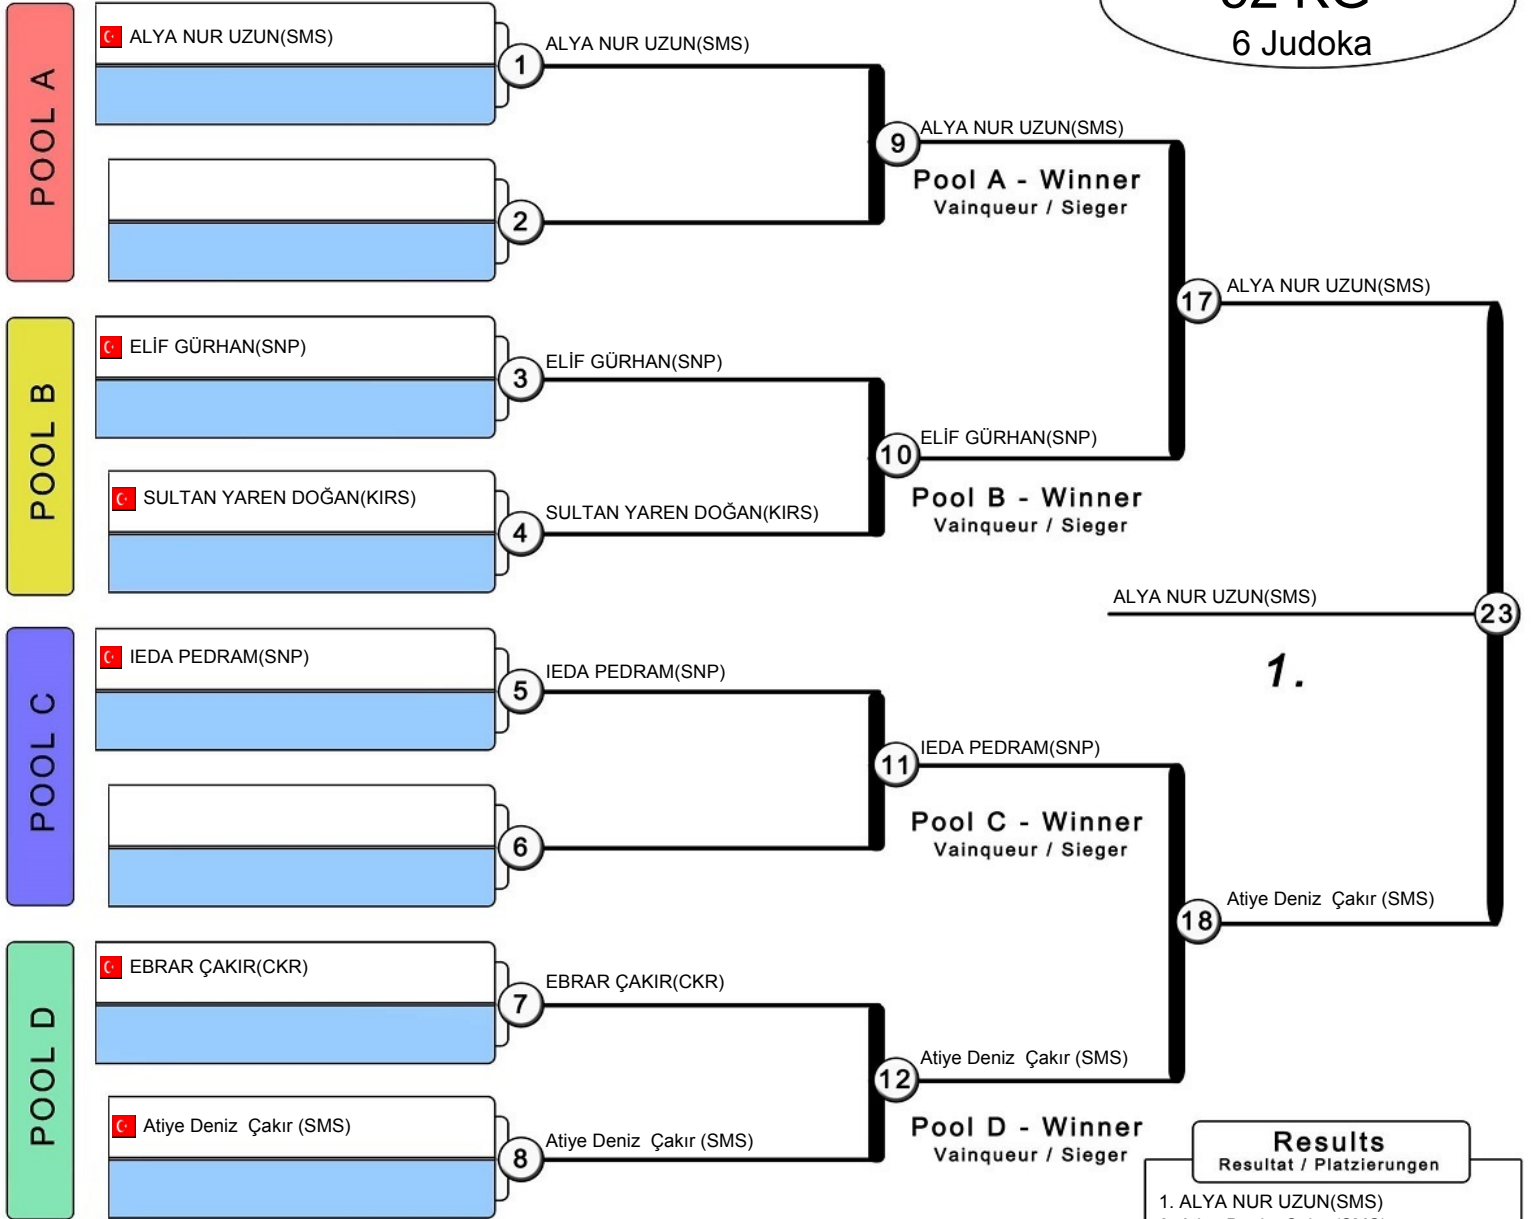 6 Judoka
POOL A
ALYA NUR UZUN(SMS)
1
ALYA NUR UZUN(SMS)
2
9
ALYA NUR UZUN(SMS)
Pool A - Winner
Vainqueur / Sieger
17
ALYA NUR UZUN(SMS)
POOL B
ELİF GÜRHAN(SNP)
3
ELİF GÜRHAN(SNP)
SULTAN YAREN DOĞAN(KIRS)
4
SULTAN YAREN DOĞAN(KIRS)
10
ELİF GÜRHAN(SNP)
Pool B - Winner
Vainqueur / Sieger
ALYA NUR UZUN(SMS)
23
1.
POOL C
IEDA PEDRAM(SNP)
5
IEDA PEDRAM(SNP)
6
11
IEDA PEDRAM(SNP)
Pool C - Winner
Vainqueur / Sieger
18
Atiye Deniz Çakır (SMS)
POOL D
EBRAR ÇAKIR(CKR)
7
EBRAR ÇAKIR(CKR)
Atiye Deniz Çakır (SMS)
8
Atiye Deniz Çakır (SMS)
12
Atiye Deniz Çakır (SMS)
Pool D - Winner
Vainqueur / Sieger
Results
Resultat / Platzierungen
1. ALYA NUR UZUN(SMS)